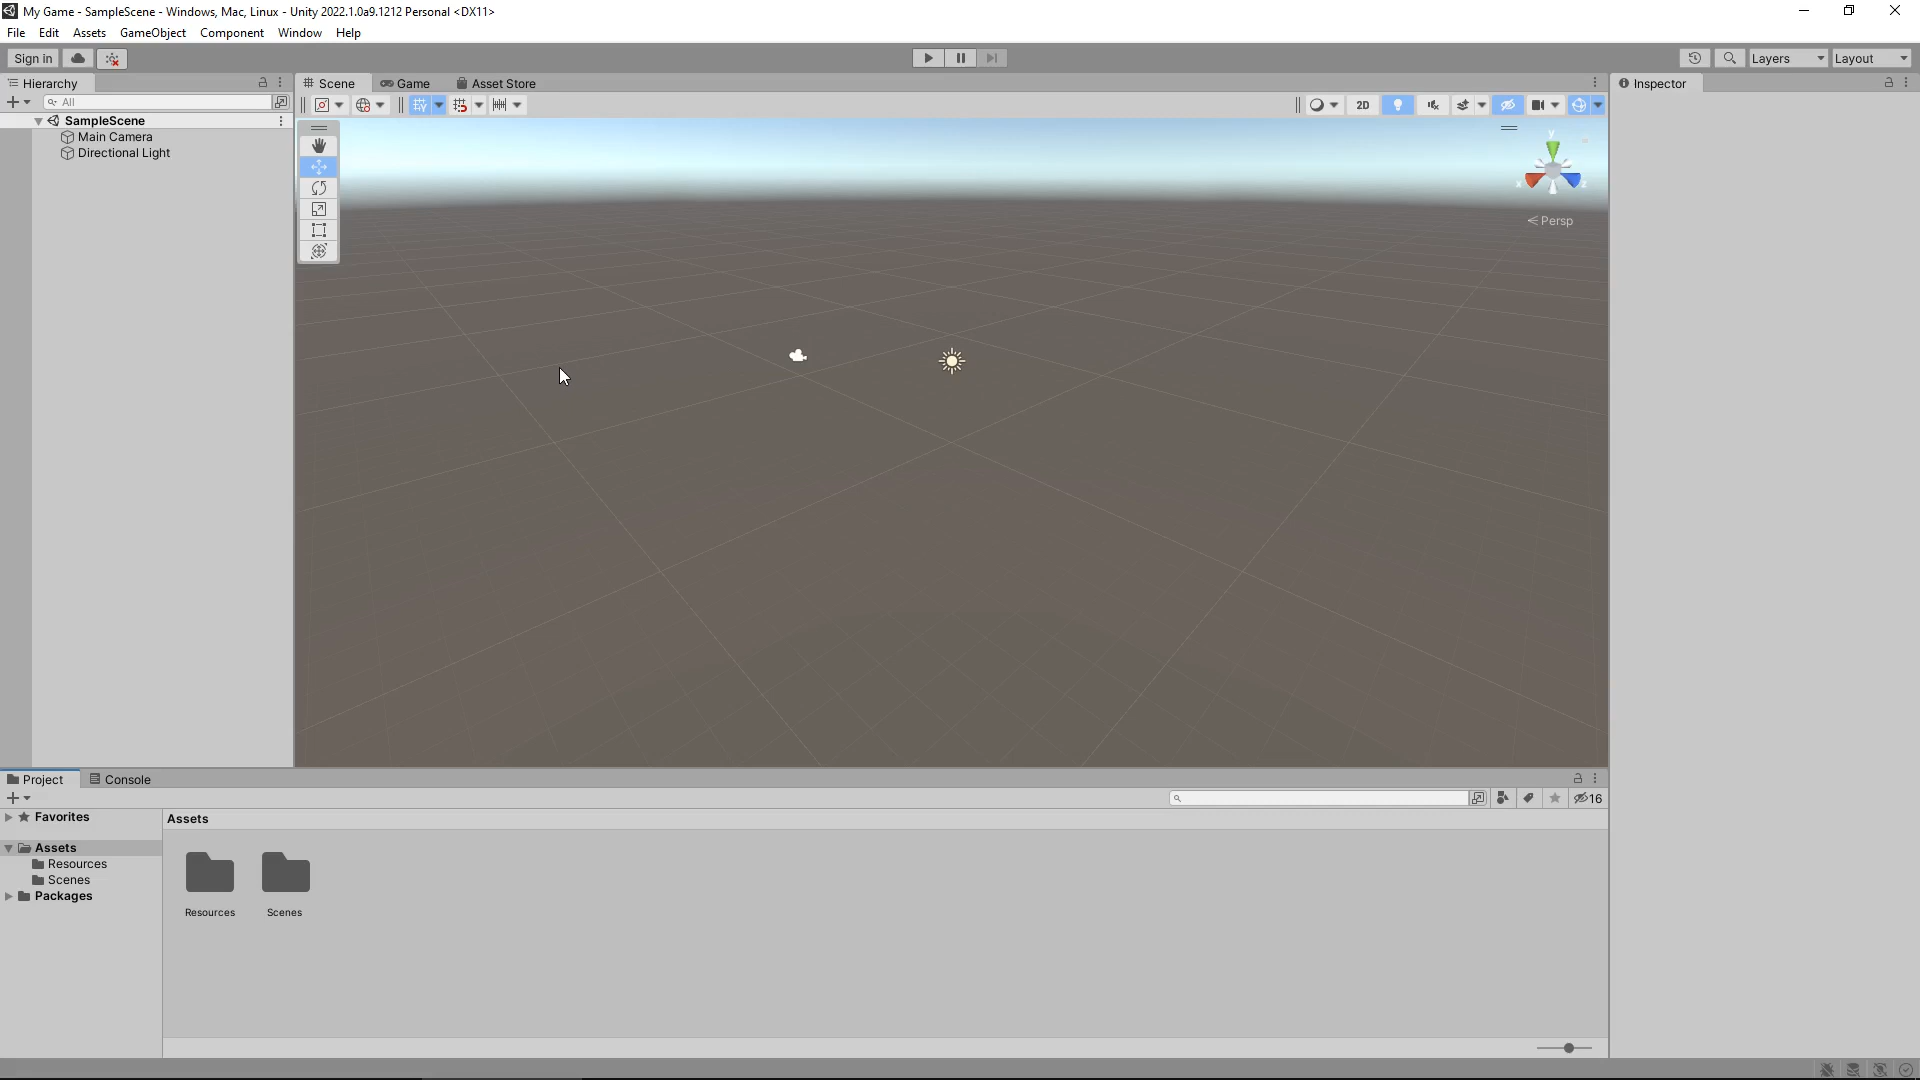 My Game - SampleScene - Windows, Mac, Linux - Unity 2022.1.0a9.1212 Personal <DX11>
File Edit Assets GameObject Component Window Help
Sign in Layers Layout
Hierarchy Scene Game Asset Store Inspector
All 2D
SampleScene
Main Camera
Directional Light
y
x z
Persp
Project Console
16
Favorites Assets
Assets
Resources
Scenes
Packages
Resources Scenes